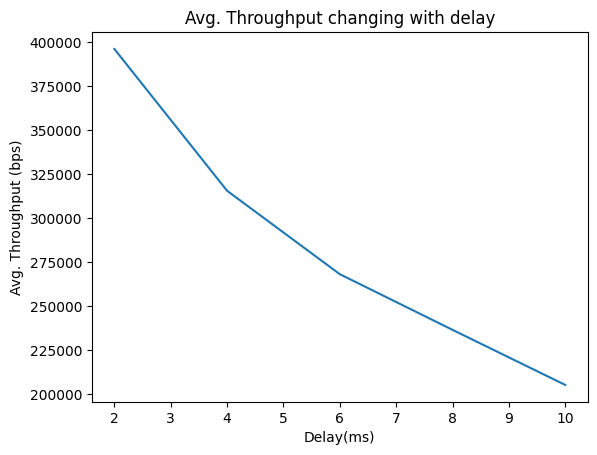 Avg. Throughput changing with delay
400000
375000
350000
325000
300000
275000
250000
225000
200000
Avg. Throughput (bps)
2 3 4 5 6 7 8 9 10
Delay(ms)